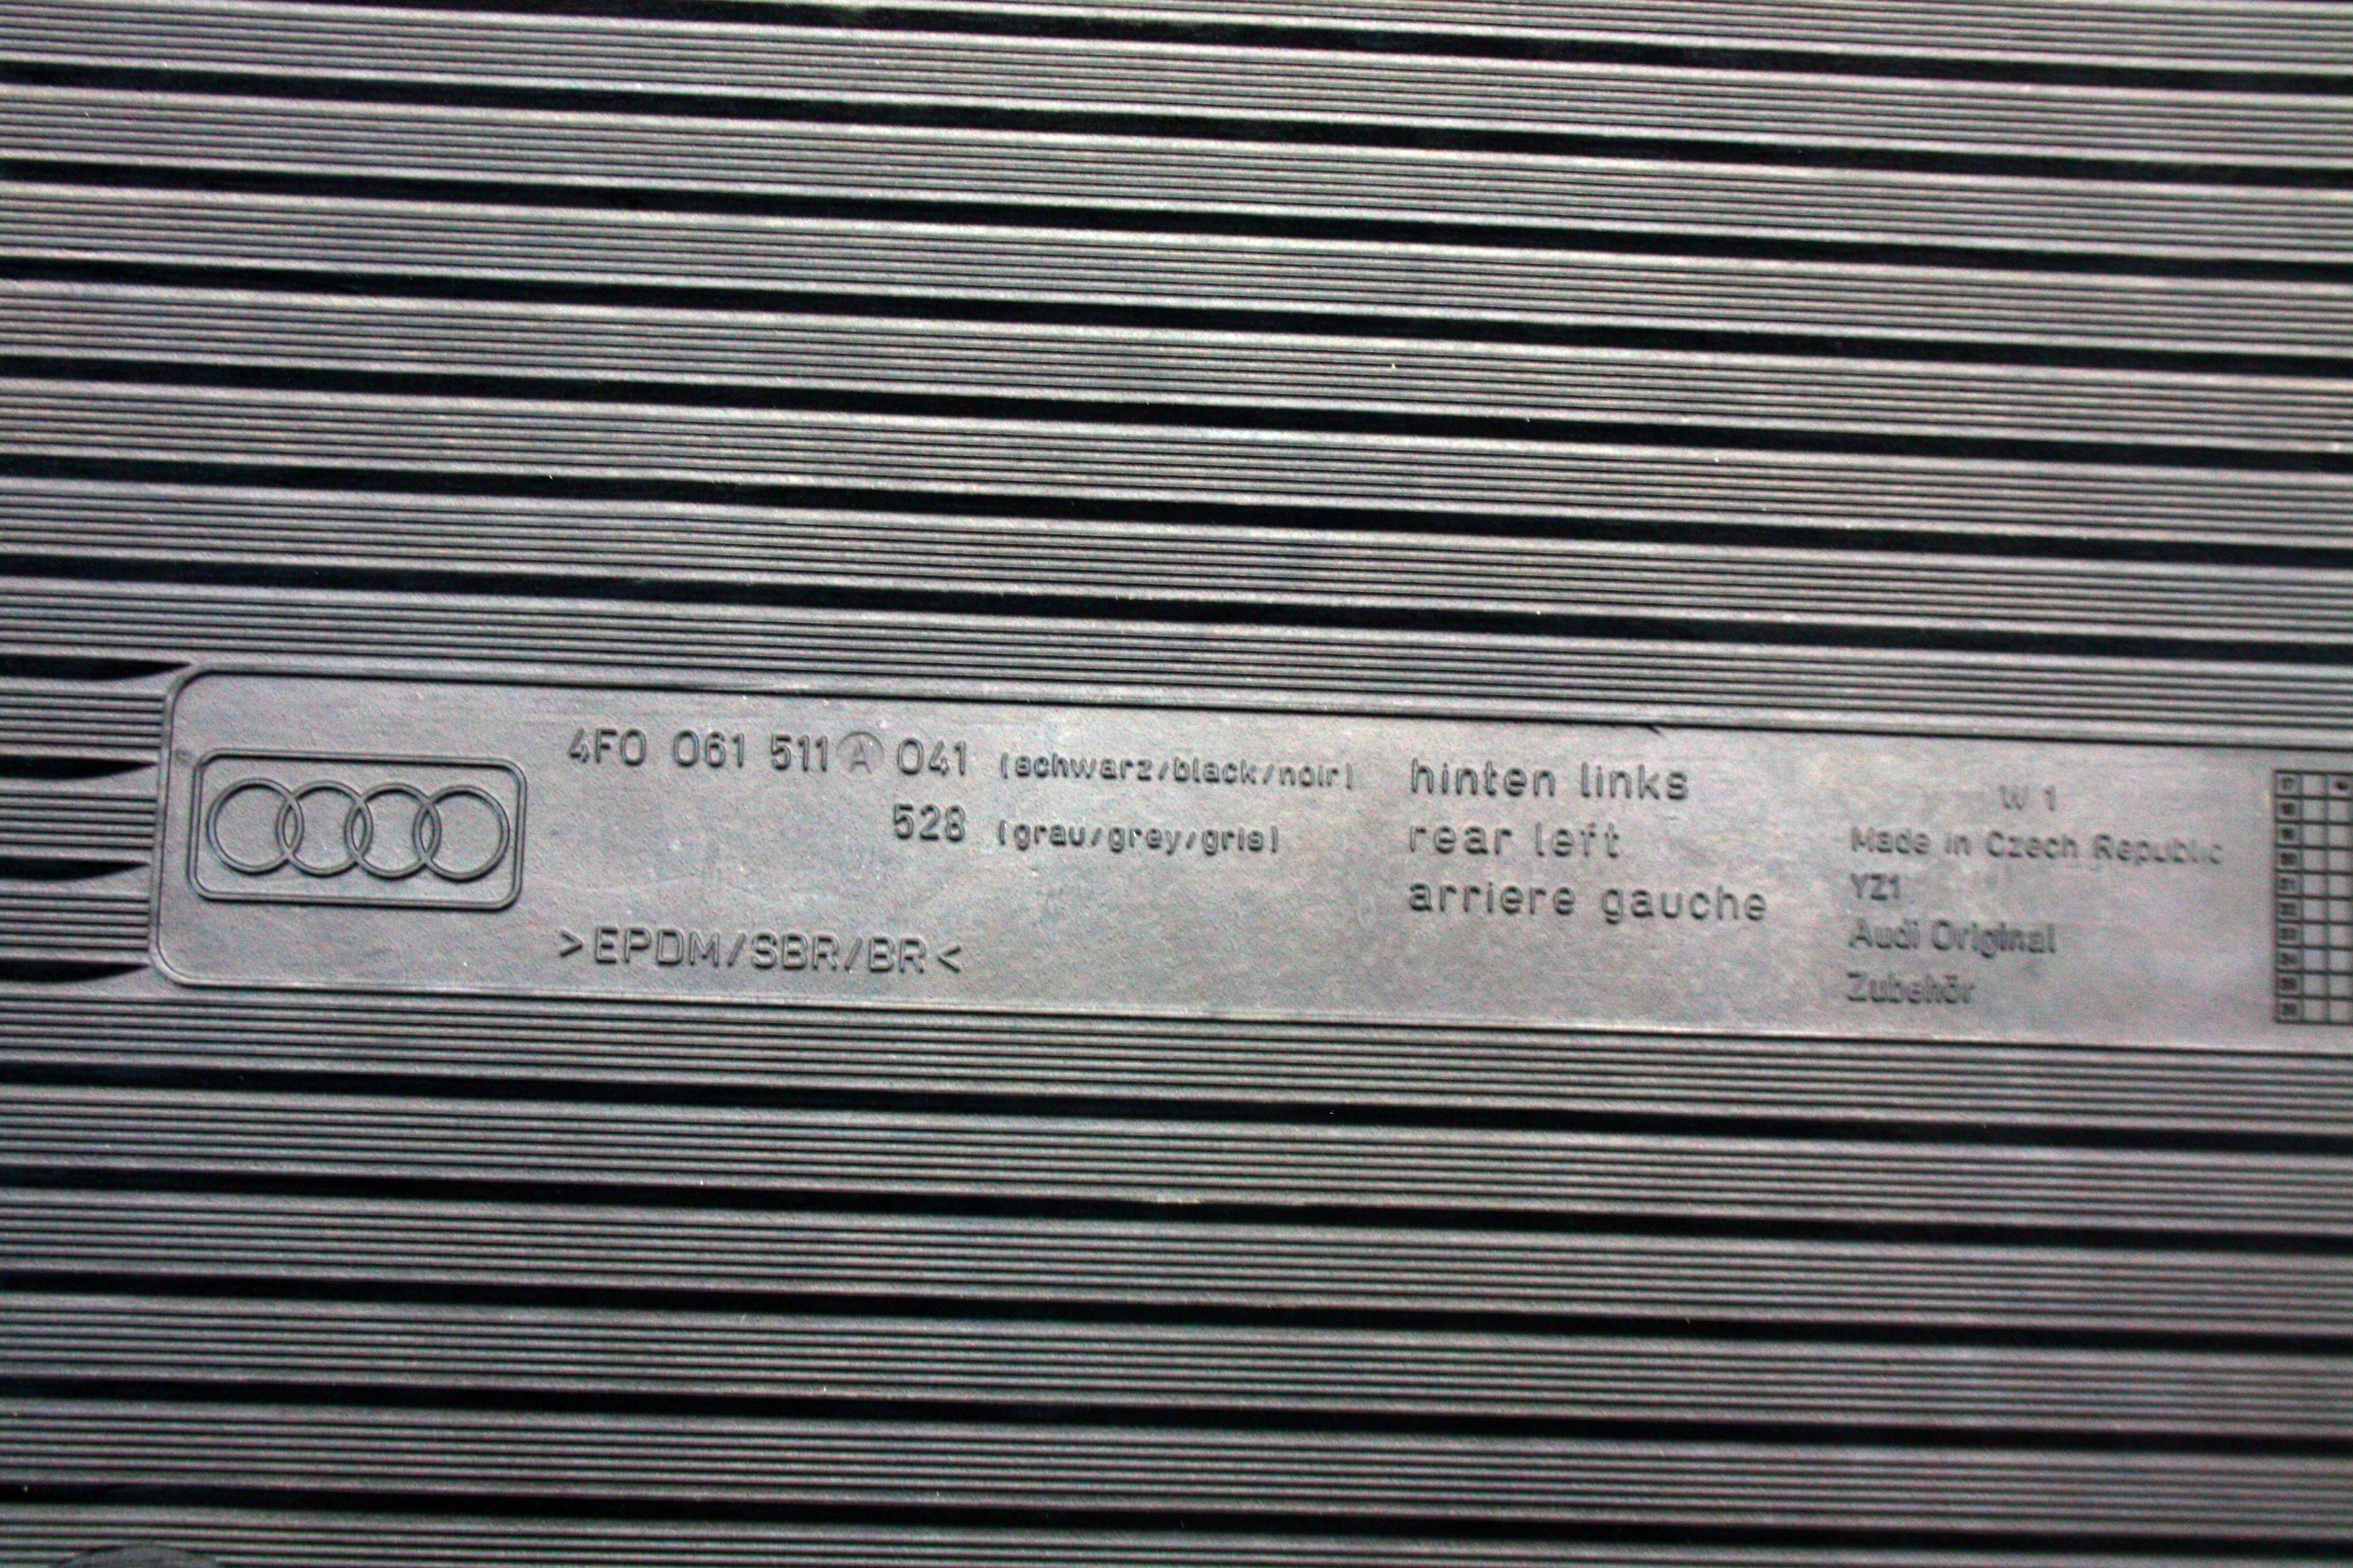 4F0 061 511 A 041 (schwarz/black/noir)
528 (grau/grey/gris)
>EPDM/SBR/BR<
hinten links
rear left
arriere gauche
W 1
Made in Czech Republic
YZ1
Audi Original
Zubehör